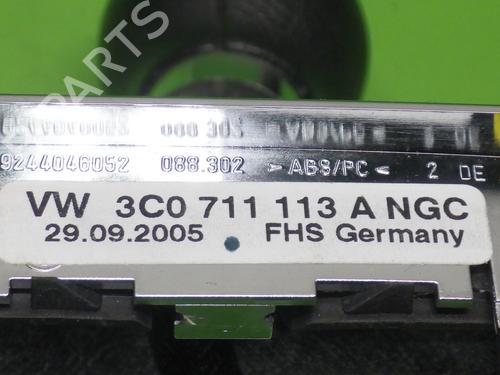 PARTS
9244046052 088.302 >ABS/PC< 2 DE
VW 3C0 711 113 A NGC
29.09.2005 FHS Germany